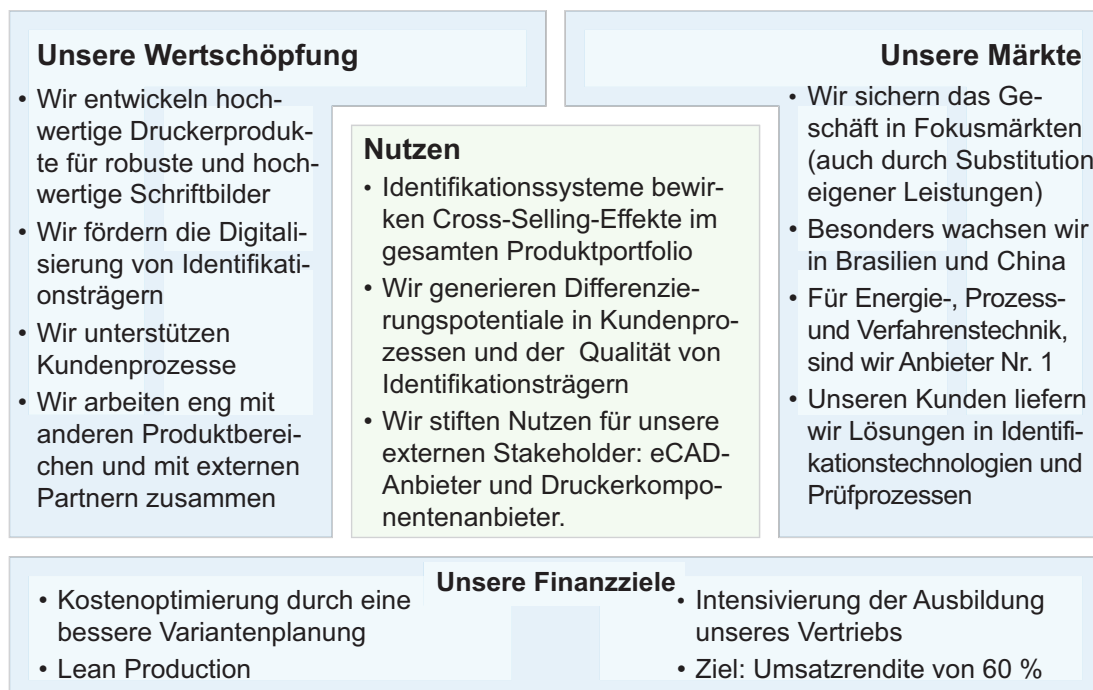 Unsere Wertschöpfung
• Wir entwickeln hoch-
wertige Druckerproduk-
te für robuste und hoch-
wertige Schriftbilder
• Wir fördern die Digitali-
sierung von Identifikati-
onsträgern
• Wir unterstützen
Kundenprozesse
• Wir arbeiten eng mit
anderen Produktberei-
chen und mit externen
Partnern zusammen
Nutzen
• Identifikationssysteme bewir-
ken Cross-Selling-Effekte im
gesamten Produktportfolio
• Wir generieren Differenzie-
rungspotentiale in Kundenpro-
zessen und der Qualität von
Identifikationsträgern
• Wir stiften Nutzen für unsere
externen Stakeholder: eCAD-
Anbieter und Druckerkompo-
nentenanbieter.
Unsere Märkte
• Wir sichern das Ge-
schäft in Fokusmärkten
(auch durch Substitution
eigener Leistungen)
• Besonders wachsen wir
in Brasilien und China
• Für Energie-, Prozess-
und Verfahrenstechnik,
sind wir Anbieter Nr. 1
• Unseren Kunden liefern
wir Lösungen in Identifi-
kationstechnologien und
Prüfprozessen
Unsere Finanzziele
• Kostenoptimierung durch eine
bessere Variantenplanung
• Lean Production
• Intensivierung der Ausbildung
unseres Vertriebs
• Ziel: Umsatzrendite von 60 %